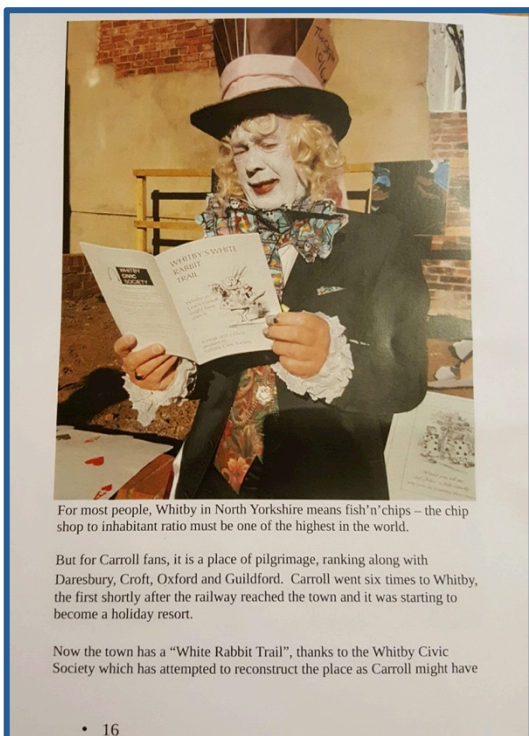 10/6
WHITBY
CIVIC
SOCIETY
WHITBY'S WHITE
RABBIT
TRAIL
For most people, Whitby in North Yorkshire means fish'n'chips – the chip
shop to inhabitant ratio must be one of the highest in the world.
But for Carroll fans, it is a place of pilgrimage, ranking along with
Daresbury, Croft, Oxford and Guildford. Carroll went six times to Whitby,
the first shortly after the railway reached the town and it was starting to
become a holiday resort.
Now the town has a “White Rabbit Trail”, thanks to the Whitby Civic
Society which has attempted to reconstruct the place as Carroll might have
• 16